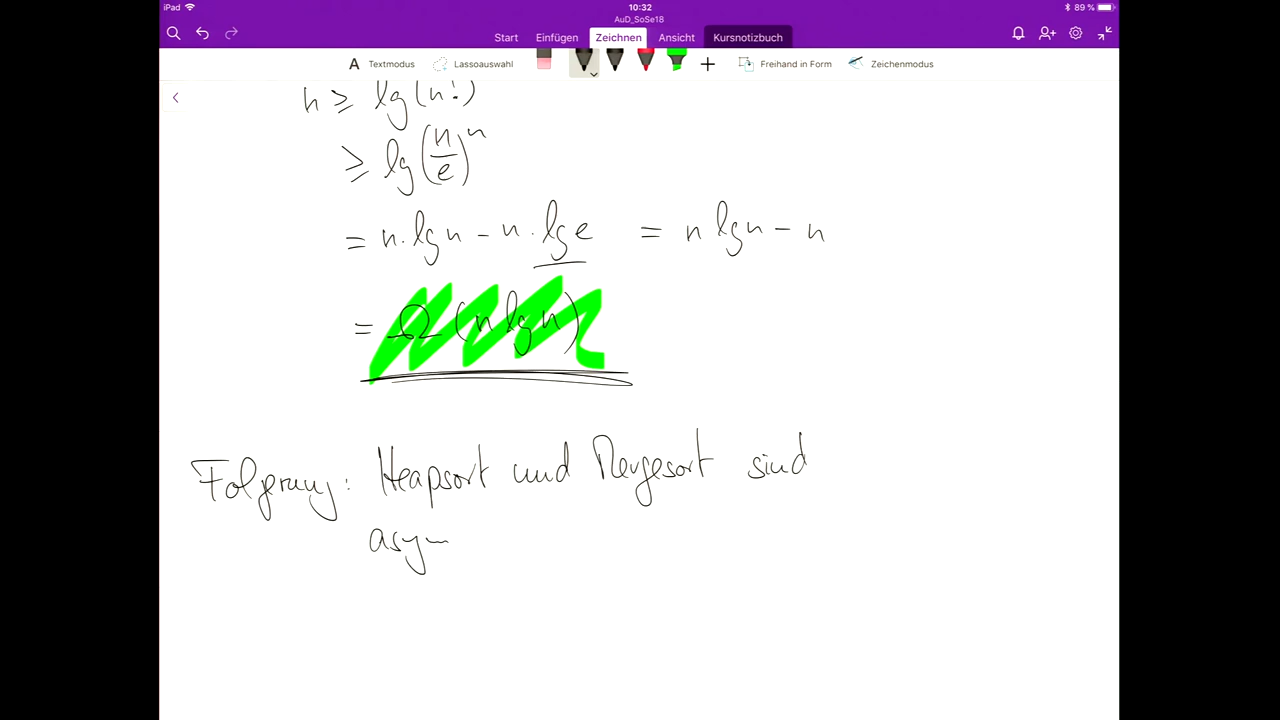 iPad 10:32 89 %
AuD_SoSe18
Start Einfügen Zeichnen Ansicht Kursnotizbuch
A Textmodus Lassoauswahl Freihand in Form Zeichenmodus
h ≥ lg(n!)
≥ lg(n/e)^n
= n·lg n - n·lg e = n lg n - n
= Ω(n lg n)
Folgerung: Heapsort und Mergesort sind
asym